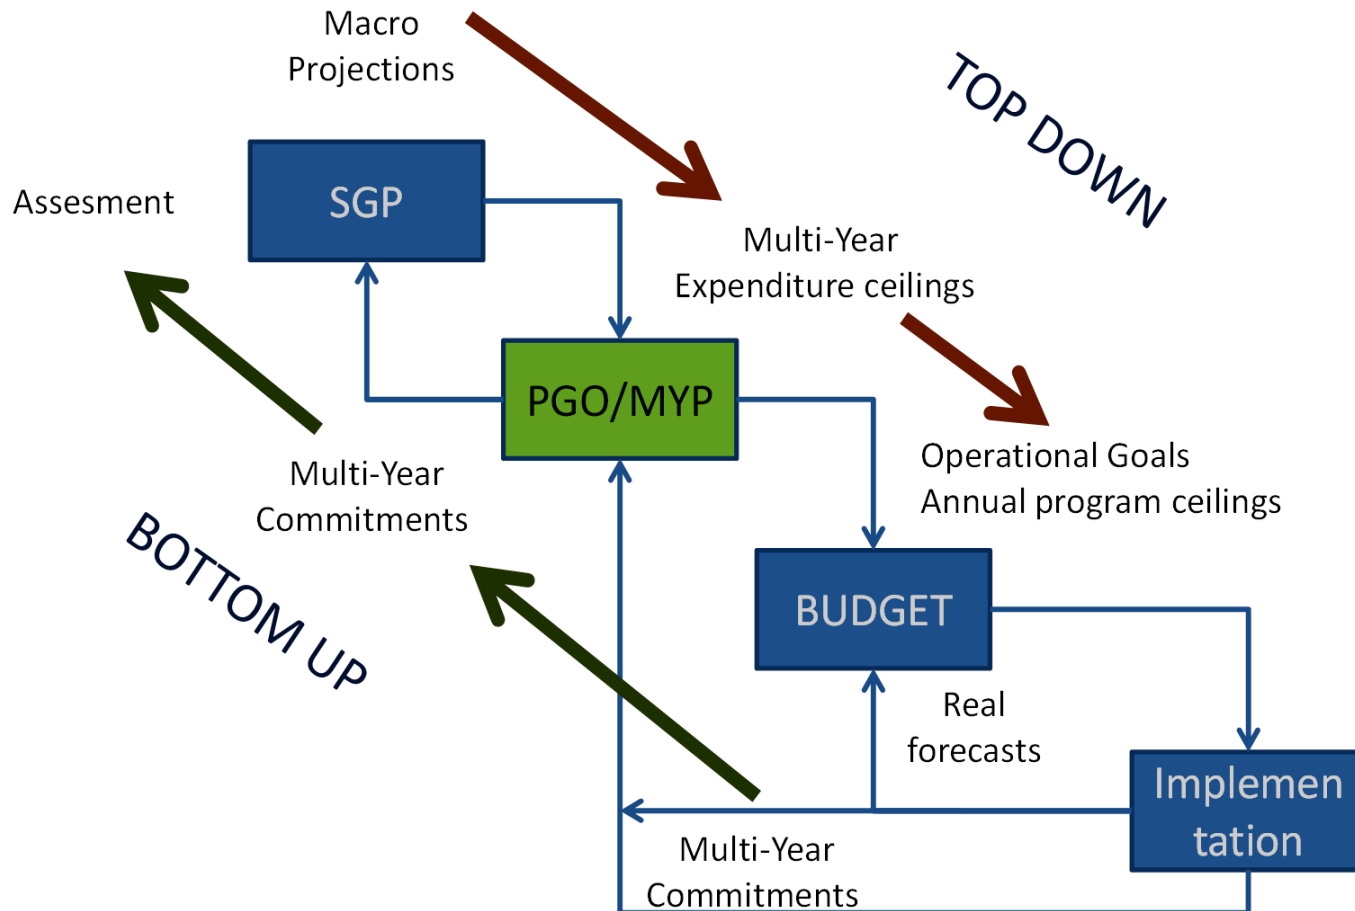 Macro
Projections
TOP DOWN
SGP
Assesment
Multi-Year
Expenditure ceilings
PGO/MYP
Operational Goals
Annual program ceilings
Multi-Year
Commitments
BOTTOM UP
BUDGET
Real
forecasts
Implemen
tation
Multi-Year
Commitments